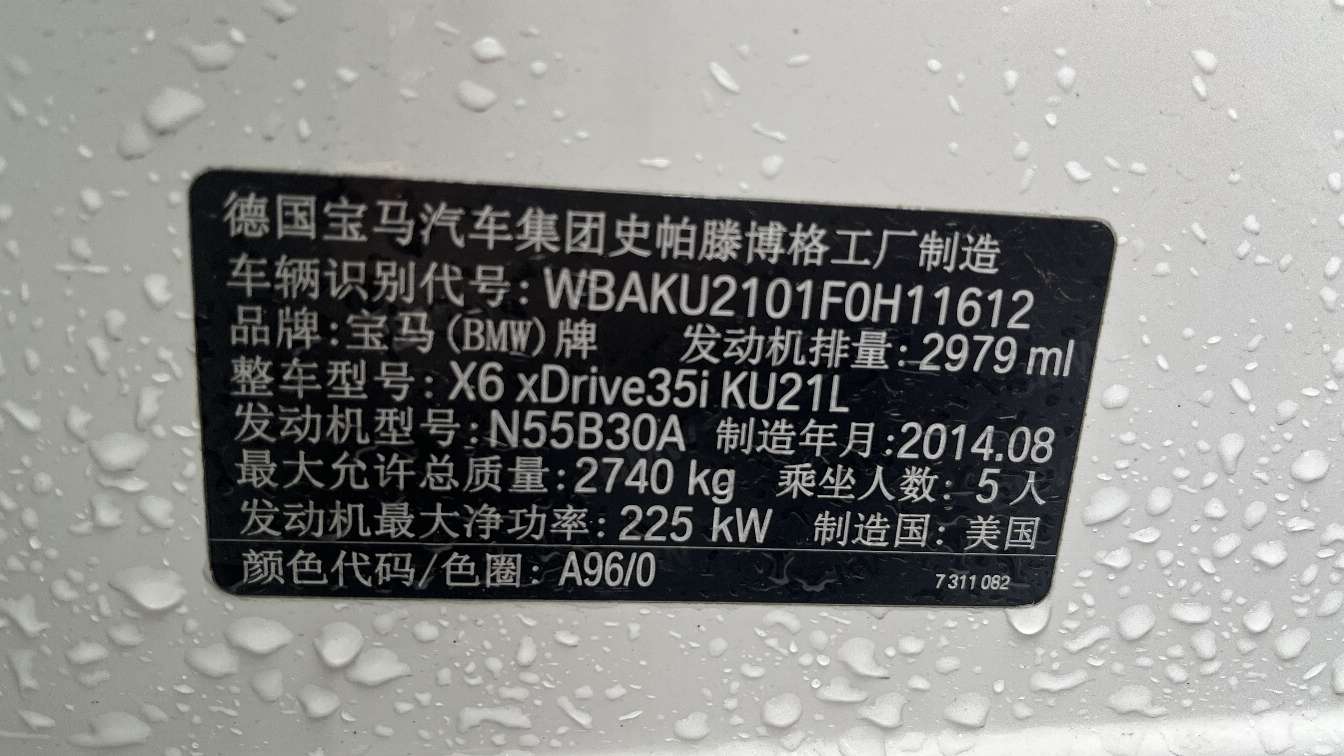 德国宝马汽车集团史帕滕博格工厂制造
车辆识别代号: WBAKU2101F0H11612
品牌:宝马(BMW)牌 发动机排量: 2979 ml
整车型号: X6 xDrive35i KU21L
发动机型号:N55B30A 制造年月:2014.08
最大允许总质量:2740 kg 乘坐人数: 5 人
发动机最大净功率: 225 kW 制造国: 美国
颜色代码/色圈: A96/0 7 311 082